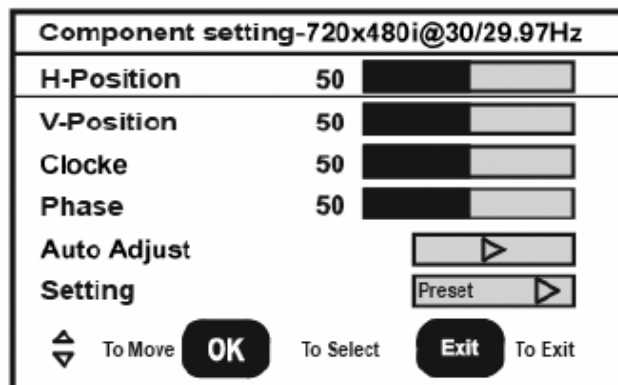 Component setting-720x480i@30/29.97Hz
H-Position 50
V-Position 50
Clocke 50
Phase 50
Auto Adjust
Setting Preset
To Move OK To Select Exit To Exit